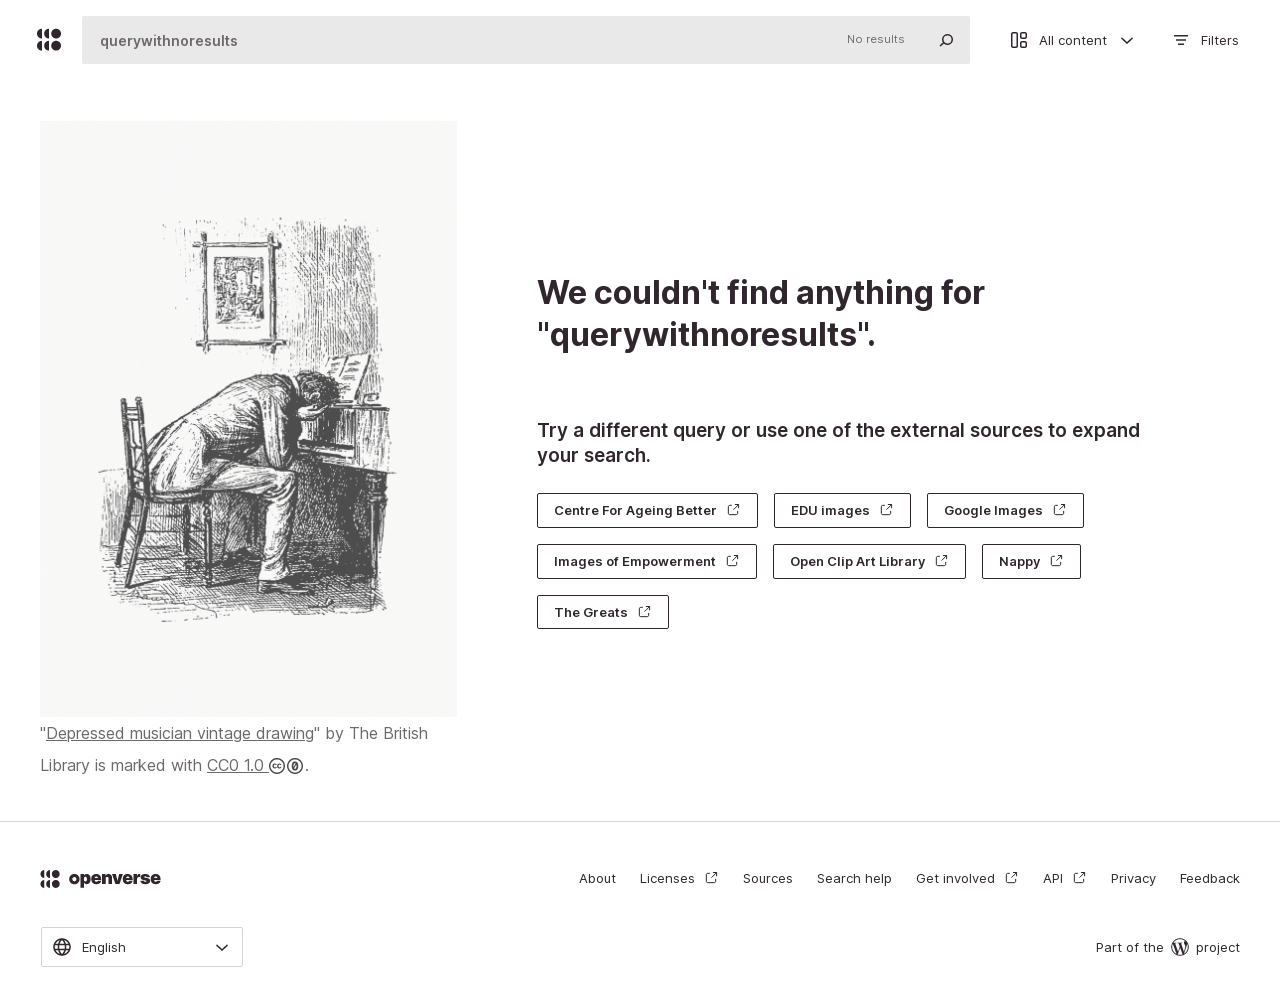 querywithnoresults
No results
All content
Filters
We couldn't find anything for
"querywithnoresults".
Try a different query or use one of the external sources to expand
your search.
Centre For Ageing Better
EDU images
Google Images
Images of Empowerment
Open Clip Art Library
Nappy
The Greats
"Depressed musician vintage drawing" by The British
Library is marked with CC0 1.0 .
openverse
About
Licenses
Sources
Search help
Get involved
API
Privacy
Feedback
English
Part of the project